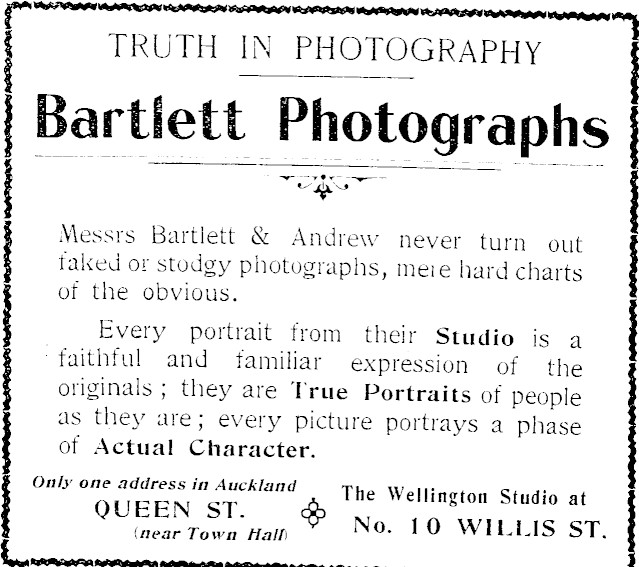 TRUTH IN PHOTOGRAPHY
Bartlett Photographs
Messrs Bartlett & Andrew never turn out
faked or stodgy photographs, mere hard charts
of the obvious.
Every portrait from their Studio is a
faithful and familiar expression of the
originals; they are True Portraits of people
as they are; every picture portrays a phase
of Actual Character.
Only one address in Auckland
QUEEN ST.
(near Town Hall)
The Wellington Studio at
No. 10 WILLIS ST.